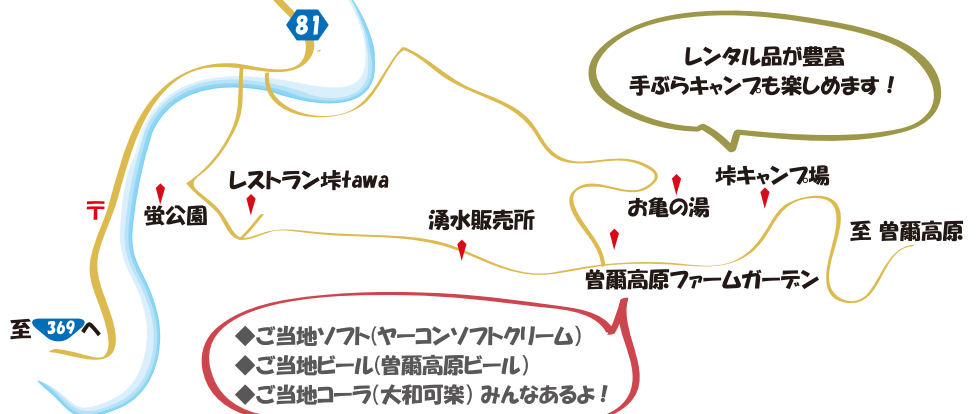 81
レンタル品が豊富
手ぶらキャンプも楽しめます！
レストラン垰tawa
垰キャンプ場
〒
蛍公園
お亀の湯
湧水販売所
至 曽爾高原
曽爾高原ファームガーデン
至369へ
◆ご当地ソフト(ヤーコンソフトクリーム)
◆ご当地ビール(曽爾高原ビール)
◆ご当地コーラ(大和可楽) みんなあるよ！